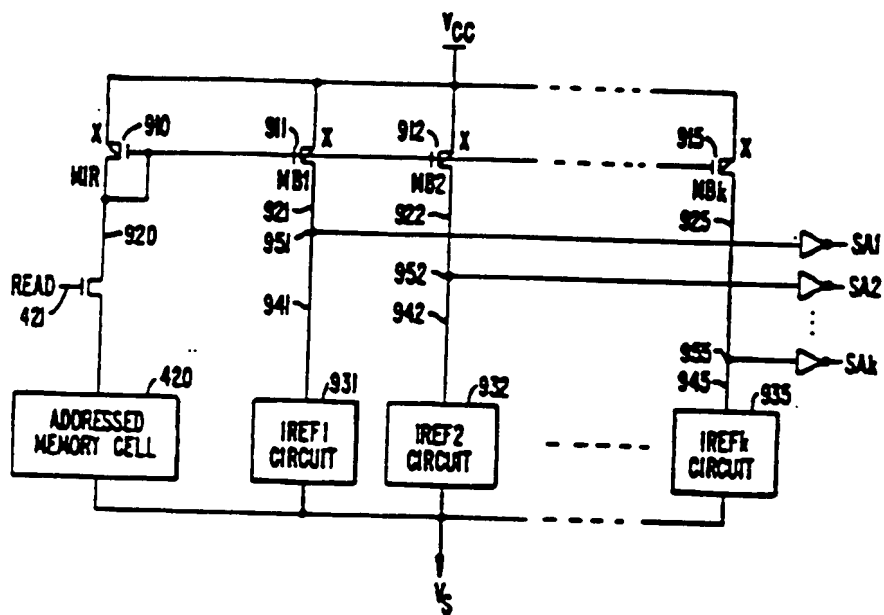 VCC
X 910
911 X
912 X
915 X
MIR
MB1
MB2
MBk
920
921
922
925
951
SA1
READ
421
952
SA2
941
942
955
SAk
945
420
931
932
935
ADDRESSED
MEMORY CELL
IREF1
CIRCUIT
IREF2
CIRCUIT
IREFk
CIRCUIT
VS